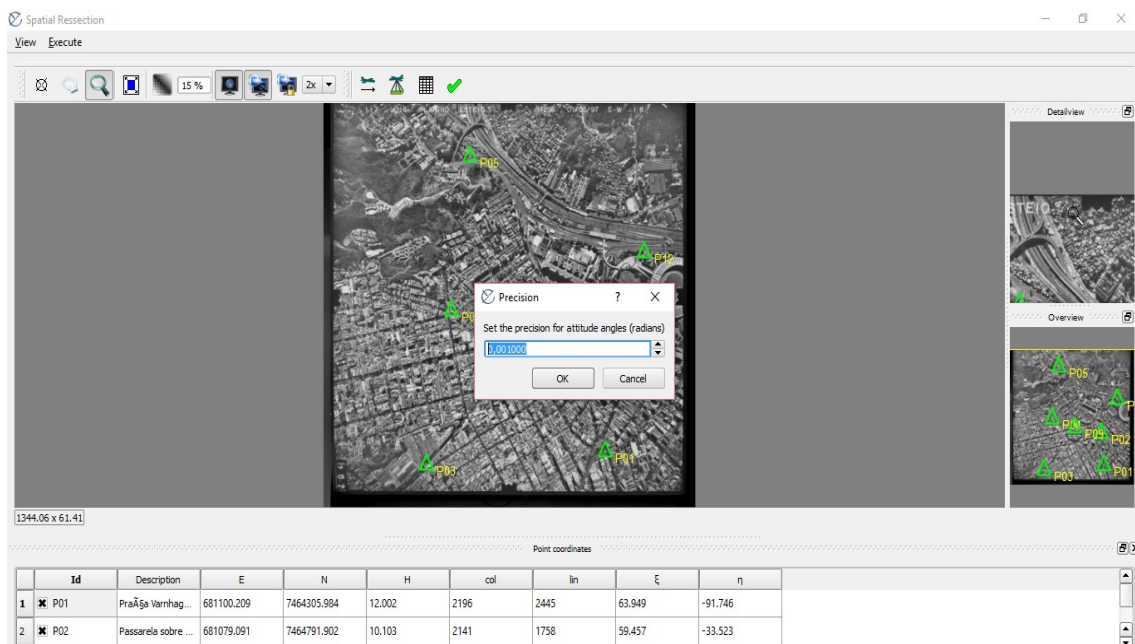 Spatial Ressection
View Execute
15 %
2x
Detailview
STEIO
P05
P12
Precision
?
Set the precision for attitude angles (radians)
0,001000
OK
Cancel
P03
P01
Overview
P05
P09
P02
P03
P01
1344.06 x 61.41
Point coordinates
Id Description E N H col lin ξ η
1 P01 PraÃ§a Varnhag... 681100.209 7464305.984 12.002 2196 2445 63.949 -91.746
2 P02 Passarela sobre ... 681079.091 7464791.902 10.103 2141 1758 59.457 -33.523